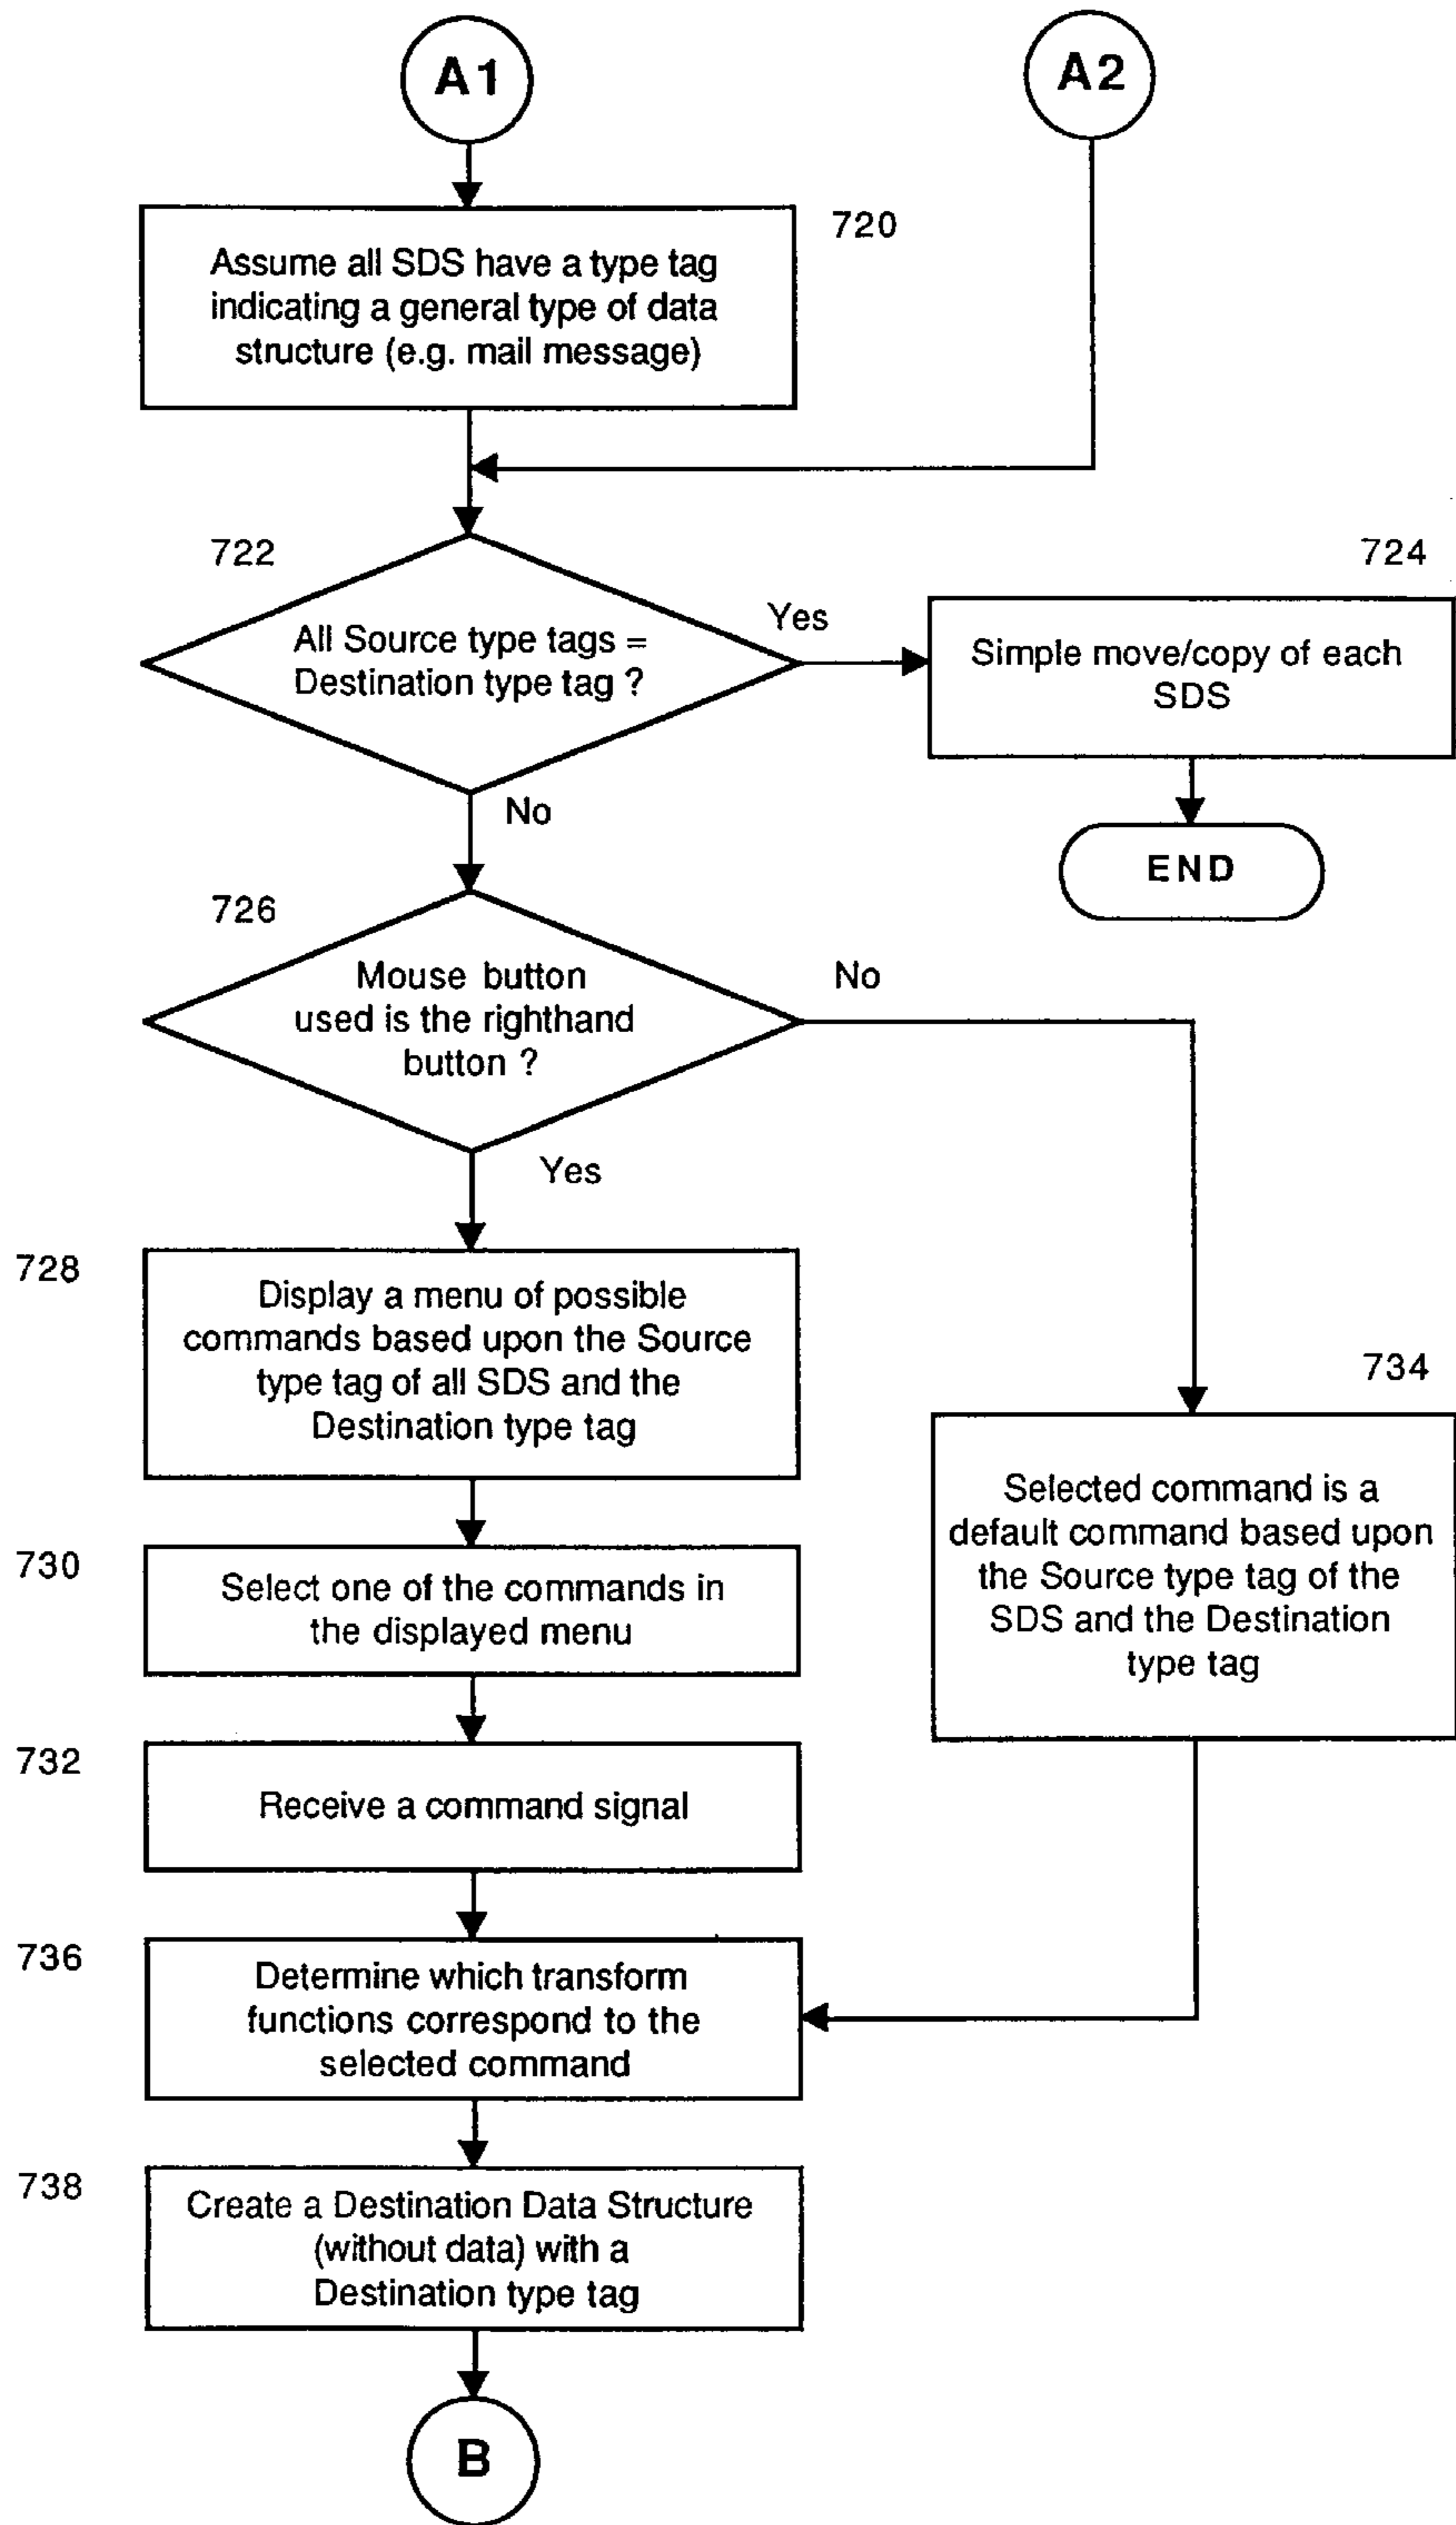 A1
A2
720
Assume all SDS have a type tag
indicating a general type of data
structure (e.g. mail message)
722
All Source type tags =
Destination type tag ?
Yes
724
Simple move/copy of each
SDS
No
END
726
Mouse button
used is the righthand
button ?
No
Yes
728
Display a menu of possible
commands based upon the Source
type tag of all SDS and the
Destination type tag
734
Selected command is a
default command based upon
the Source type tag of the
SDS and the Destination
type tag
730
Select one of the commands in
the displayed menu
732
Receive a command signal
736
Determine which transform
functions correspond to the
selected command
738
Create a Destination Data Structure
(without data) with a
Destination type tag
B